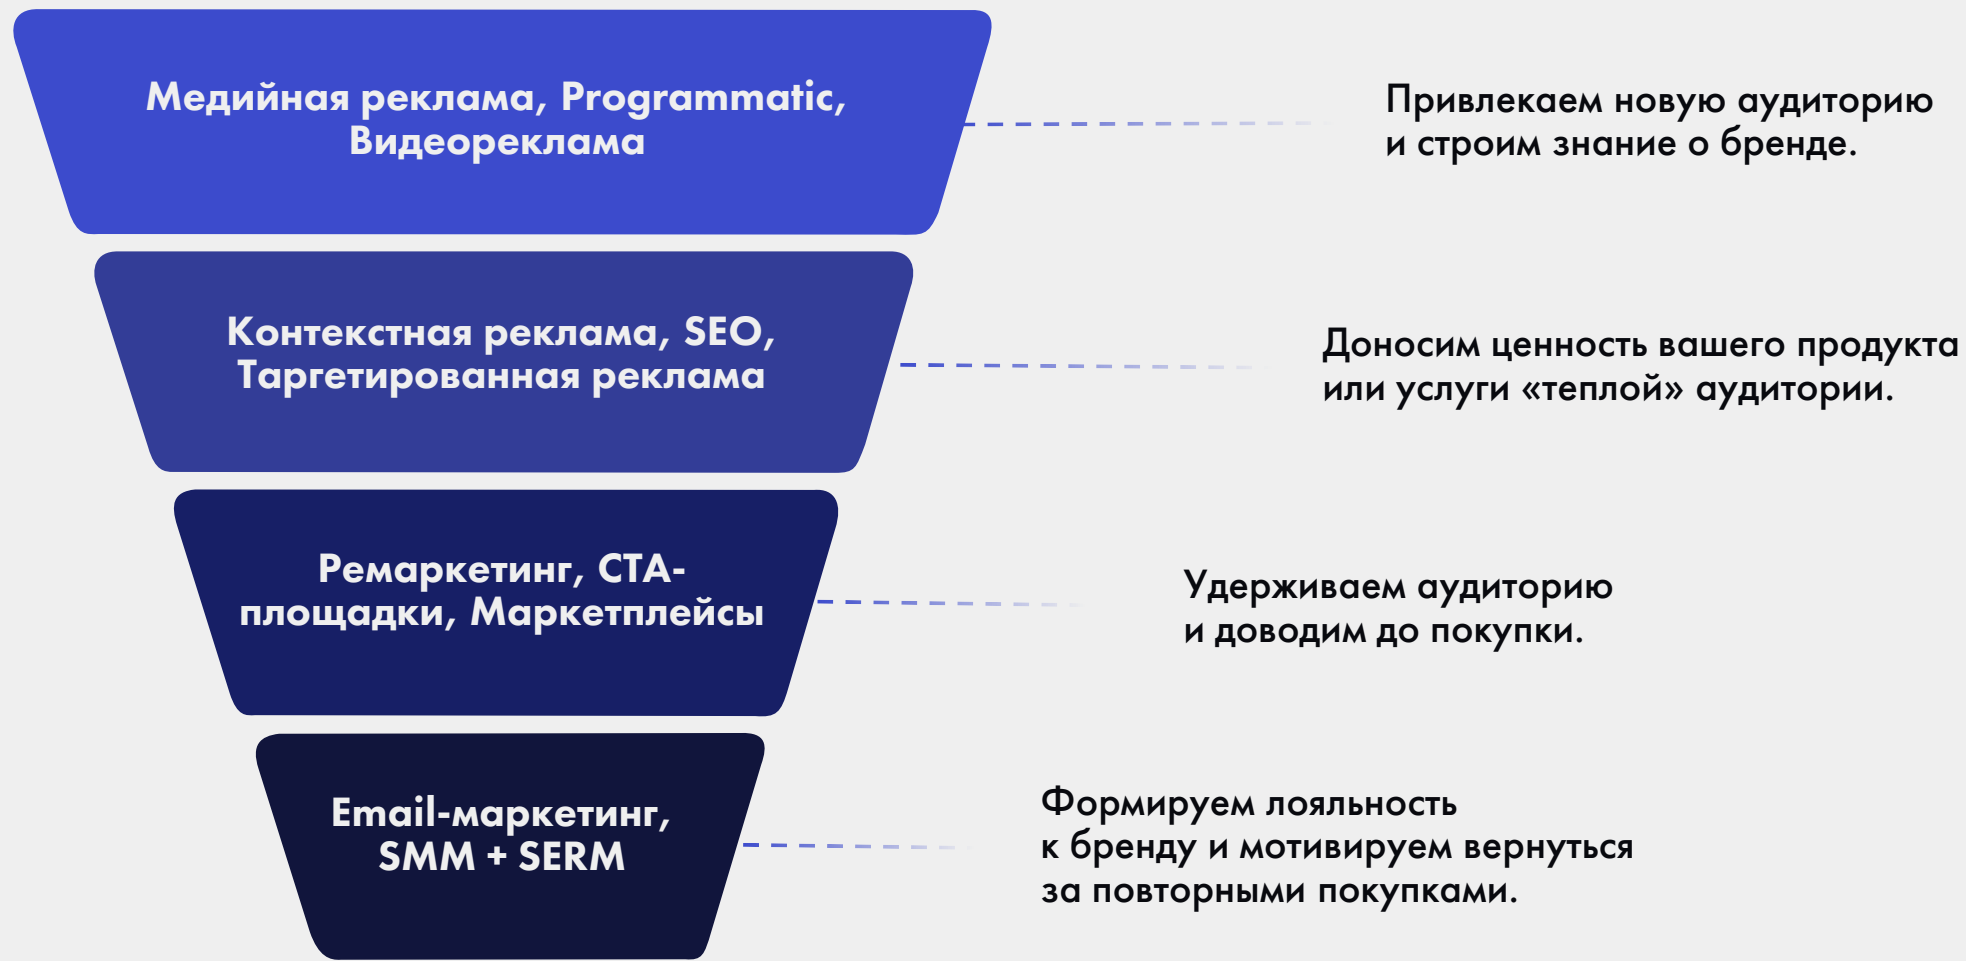 Медийная реклама, Programmatic,
Видеореклама
Привлекаем новую аудиторию
и строим знание о бренде.
Контекстная реклама, SEO,
Таргетированная реклама
Доносим ценность вашего продукта
или услуги «теплой» аудитории.
Ремаркетинг, CTA-
площадки, Маркетплейсы
Удерживаем аудиторию
и доводим до покупки.
Email-маркетинг,
SMM + SERM
Формируем лояльность
к бренду и мотивируем вернуться
за повторными покупками.